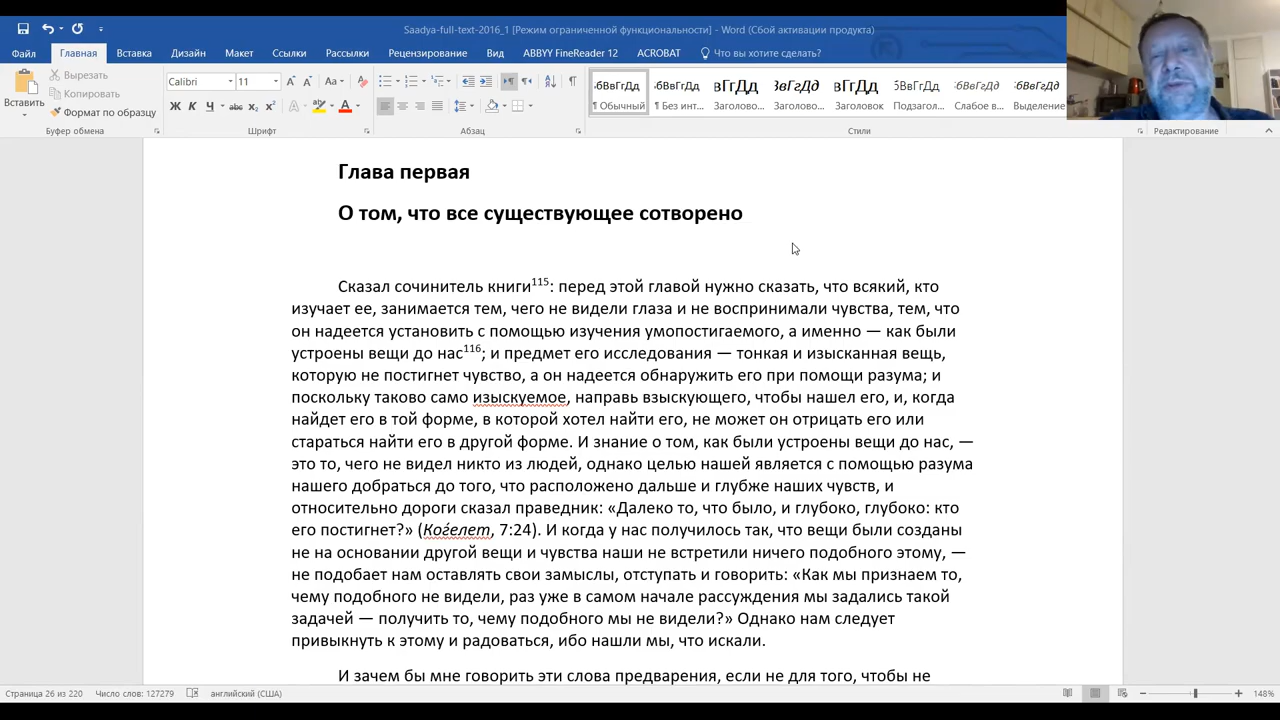 Saadya-full-text-2016_1 [Режим ограниченной функциональности] - Word (Сбой активации продукта)
Файл Главная Вставка Дизайн Макет Ссылки Рассылки Рецензирование Вид ABBYY FineReader 12 ACROBAT Что вы хотите сделать?
Вставить
Вырезать
Копировать
Формат по образцу
Буфер обмена
Calibri 11
Ж К Ч abc x₂ x²
Шрифт
Абзац
¶ Обычный ¶ Без инт... Заголово... Заголово... Заголовок Подзагол... Слабое в... Выделение
Стили
Редактирование
Глава первая
О том, что все существующее сотворено
Сказал сочинитель книги115: перед этой главой нужно сказать, что всякий, кто
изучает ее, занимается тем, чего не видели глаза и не воспринимали чувства, тем, что
он надеется установить с помощью изучения умопостигаемого, а именно — как были
устроены вещи до нас116; и предмет его исследования — тонкая и изысканная вещь,
которую не постигнет чувство, а он надеется обнаружить его при помощи разума; и
поскольку таково само изыскуемое, направь взыскующего, чтобы нашел его, и, когда
найдет его в той форме, в которой хотел найти его, не может он отрицать его или
стараться найти его в другой форме. И знание о том, как были устроены вещи до нас, —
это то, чего не видел никто из людей, однако целью нашей является с помощью разума
нашего добраться до того, что расположено дальше и глубже наших чувств, и
относительно дороги сказал праведник: «Далеко то, что было, и глубоко, глубоко: кто
его постигнет?» (Коѓелет, 7:24). И когда у нас получилось так, что вещи были созданы
не на основании другой вещи и чувства наши не встретили ничего подобного этому, —
не подобает нам оставлять свои замыслы, отступать и говорить: «Как мы признаем то,
чему подобного не видели, раз уже в самом начале рассуждения мы задались такой
задачей — получить то, чему подобного мы не видели?» Однако нам следует
привыкнуть к этому и радоваться, ибо нашли мы, что искали.
И зачем бы мне говорить эти слова предварения, если не для того, чтобы не
Страница 26 из 220 Число слов: 127279 английский (США) 148%